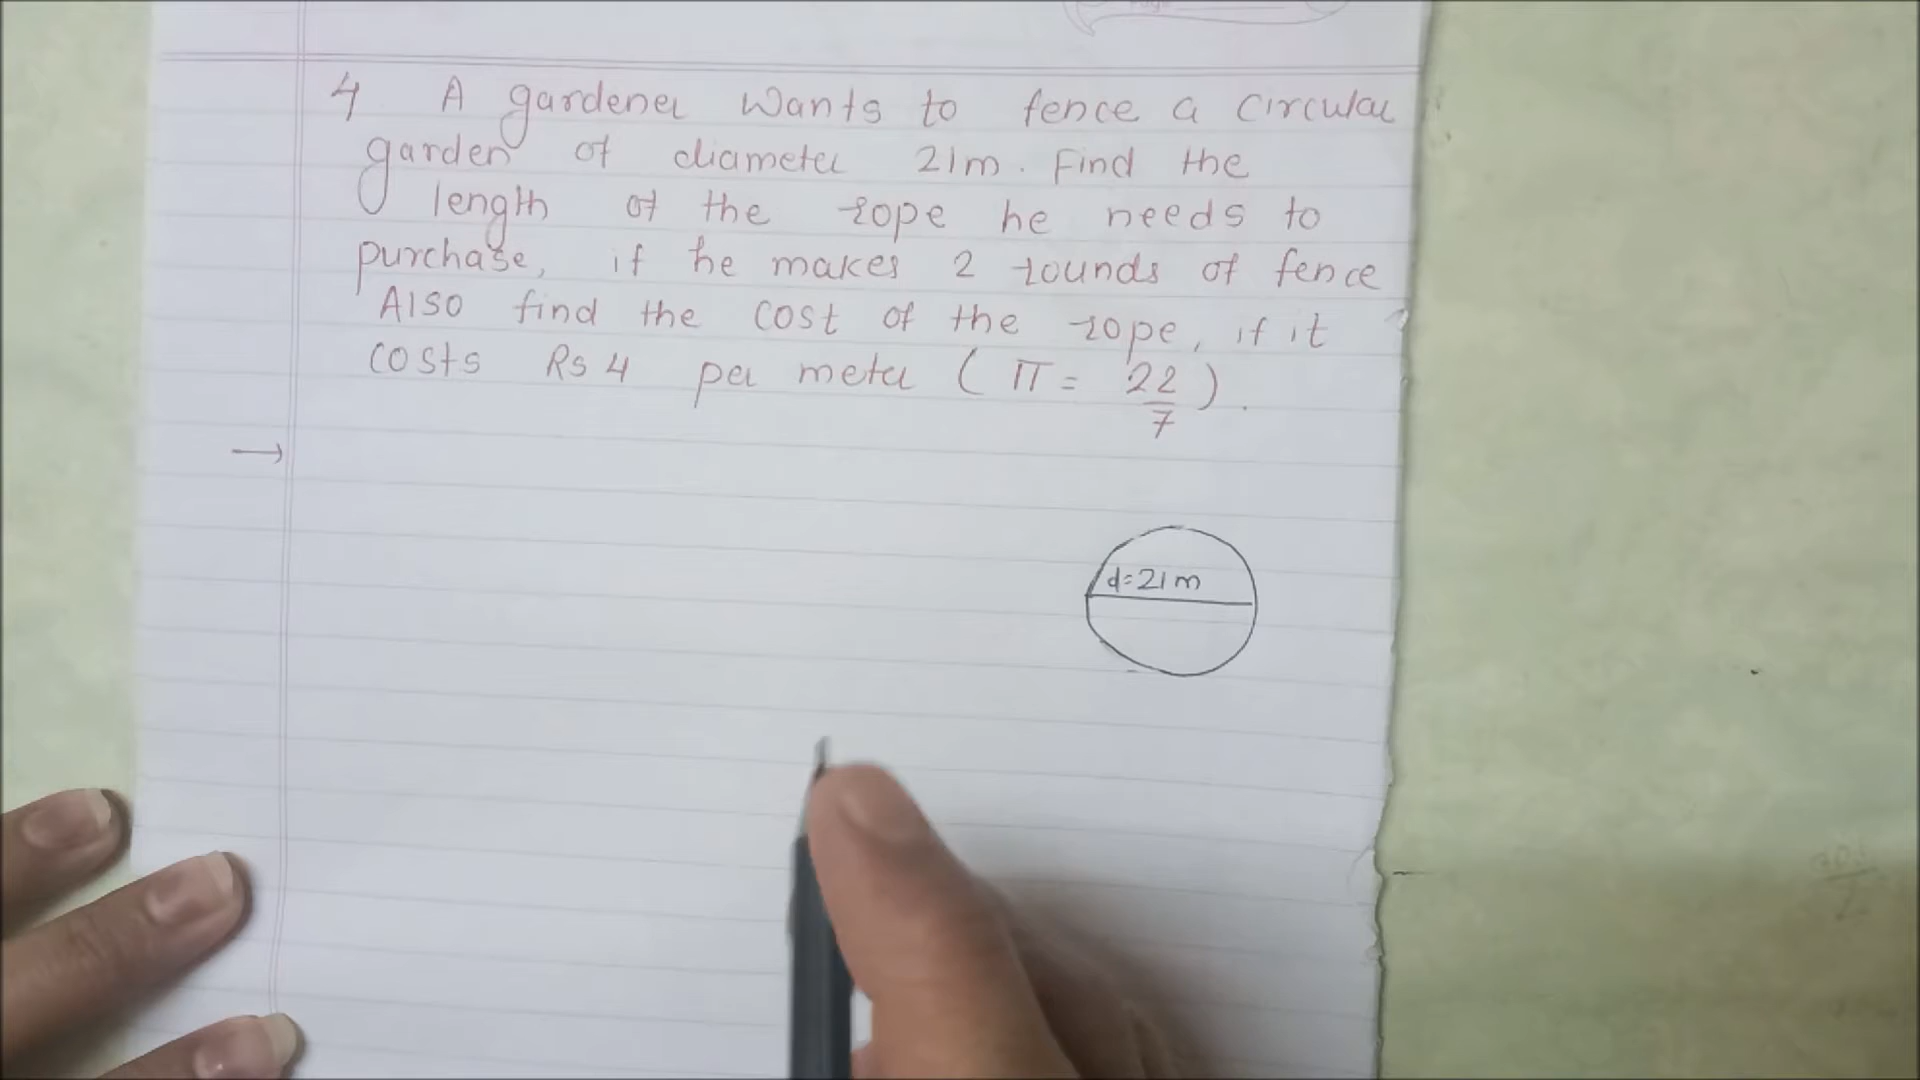 4 A gardener wants to fence a circular
garden of diameter 21m. Find the
length of the rope he needs to
purchase, if he makes 2 rounds of fence
Also find the cost of the rope, if it
costs Rs 4 per meter ( π = 22/7 ).
→
d=21m